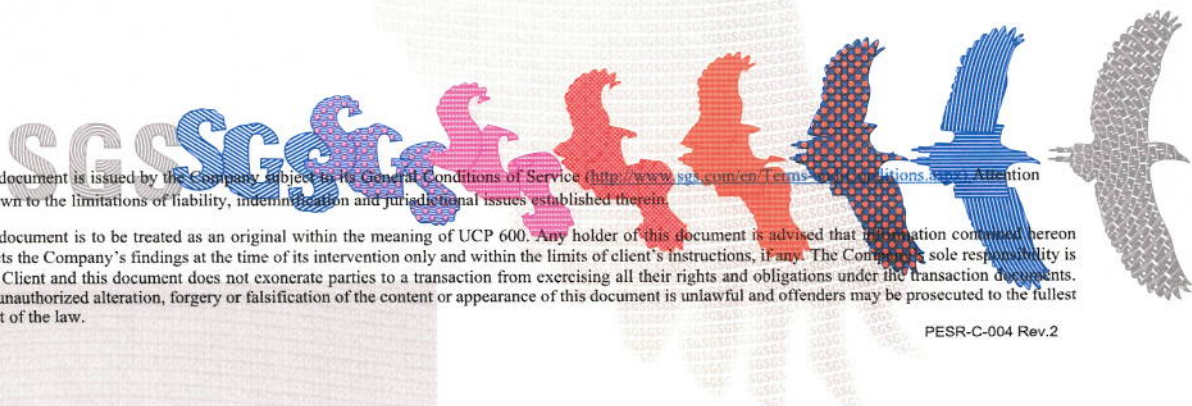 SGS SGS SGS
document is issued by the Company subject to its General Conditions of Service (http://www.sgs.com/en/Terms-and-Conditions.aspx). Attention
wn to the limitations of liability, indemnification and jurisdictional issues established therein.
document is to be treated as an original within the meaning of UCP 600. Any holder of this document is advised that information contained hereon
ts the Company's findings at the time of its intervention only and within the limits of client's instructions, if any. The Company's sole responsibility is
Client and this document does not exonerate parties to a transaction from exercising all their rights and obligations under the transaction documents.
unauthorized alteration, forgery or falsification of the content or appearance of this document is unlawful and offenders may be prosecuted to the fullest
t of the law.
PESR-C-004 Rev.2